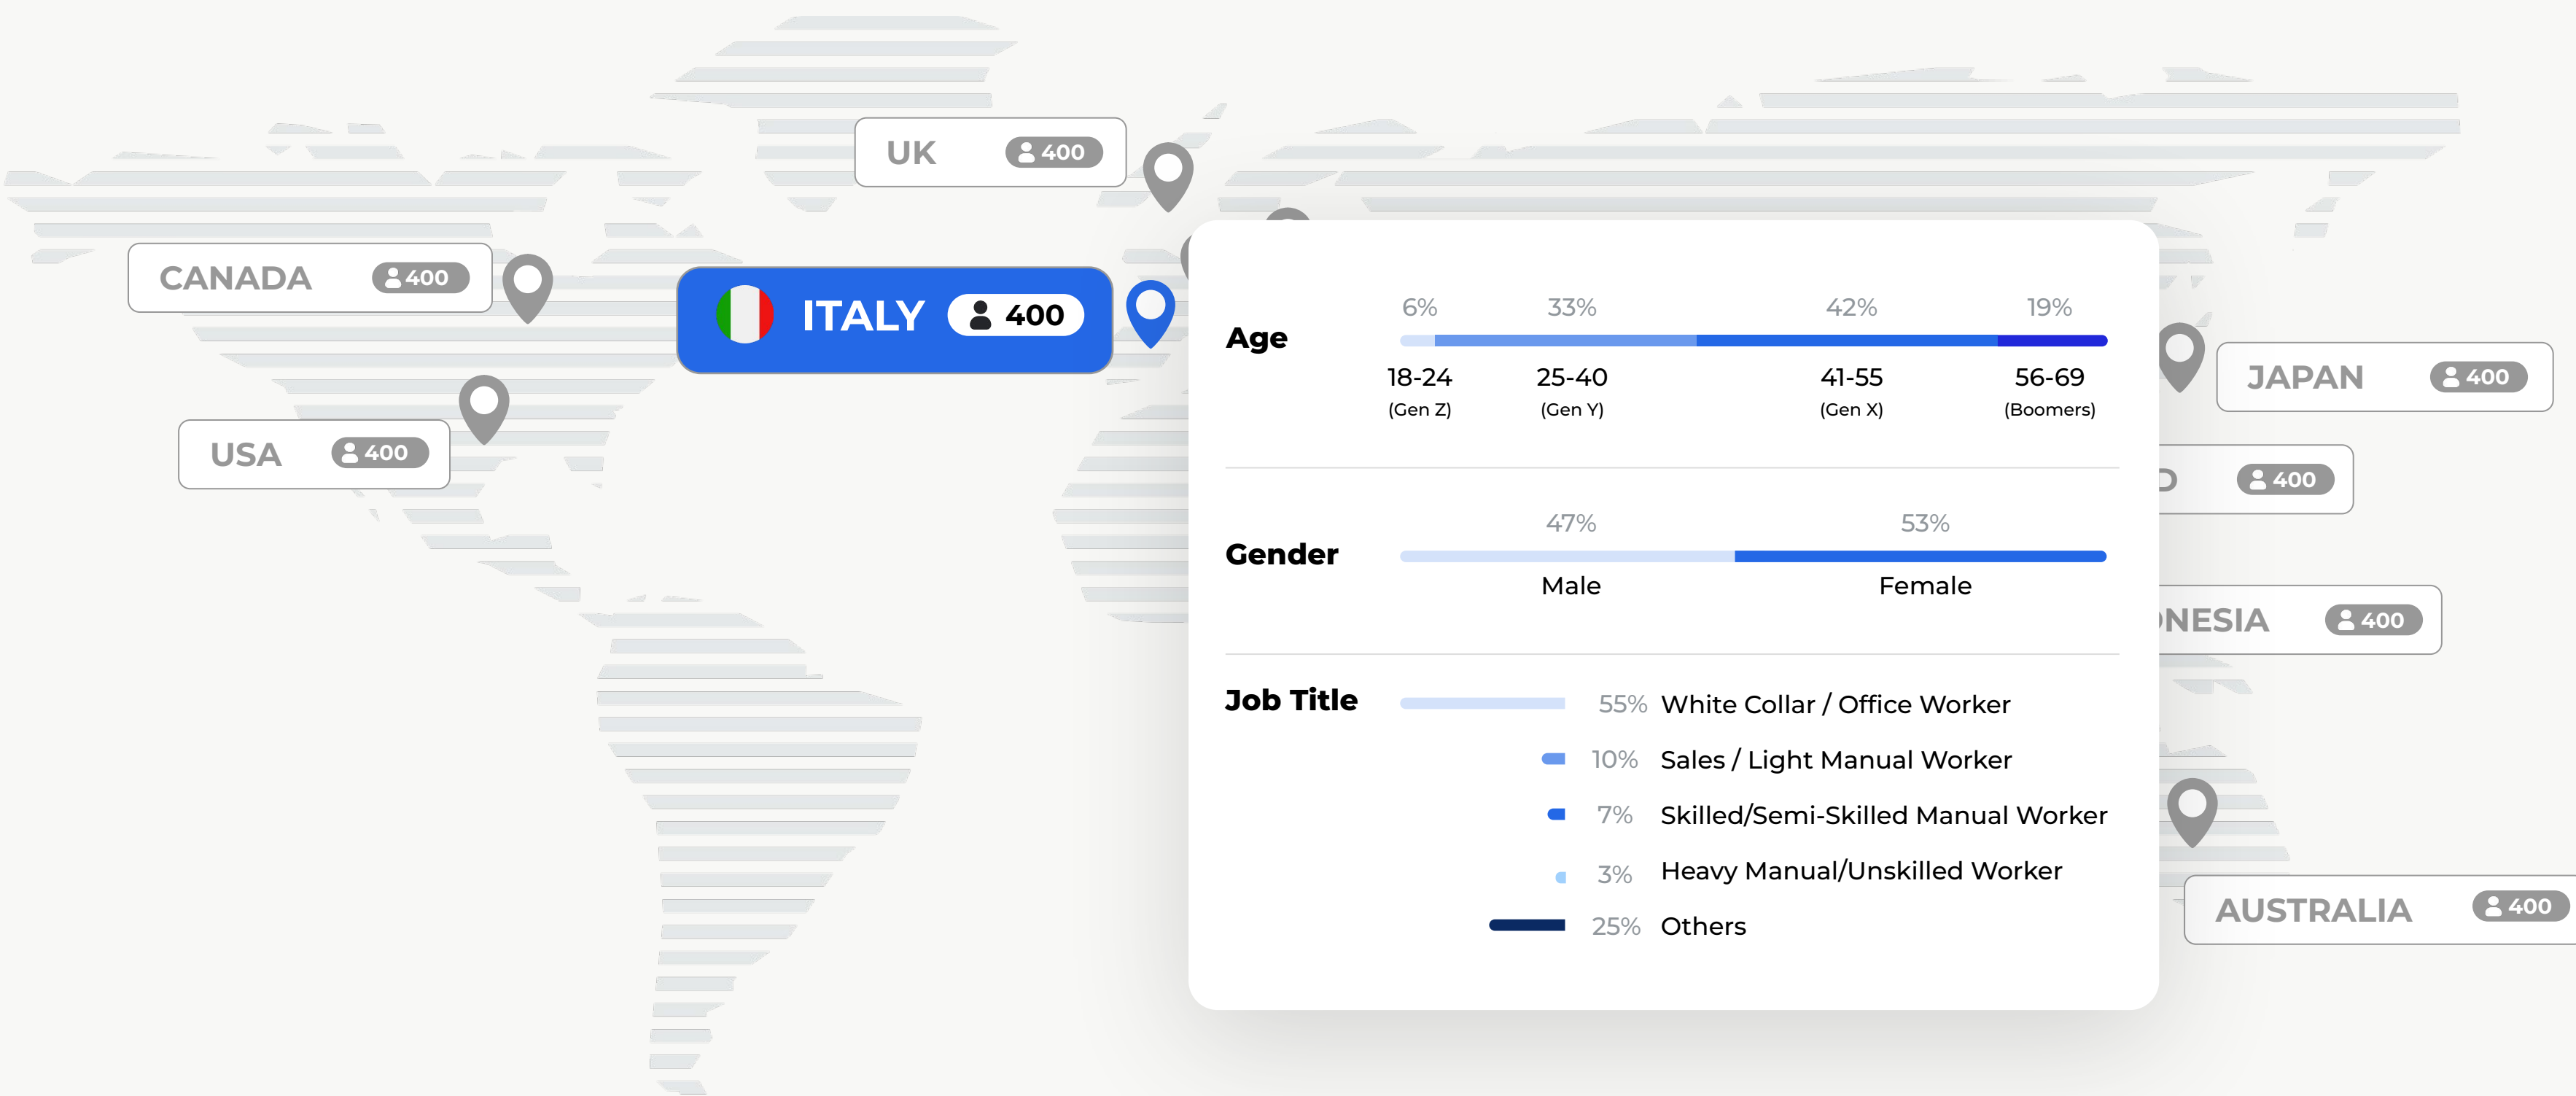 UK 400
CANADA 400
ITALY 400
USA 400
JAPAN 400
400
NESIA 400
AUSTRALIA 400
Age
6% 33% 42% 19%
18-24 25-40 41-55 56-69
(Gen Z) (Gen Y) (Gen X) (Boomers)
Gender
47% 53%
Male Female
Job Title
55% White Collar / Office Worker
10% Sales / Light Manual Worker
7% Skilled/Semi-Skilled Manual Worker
3% Heavy Manual/Unskilled Worker
25% Others